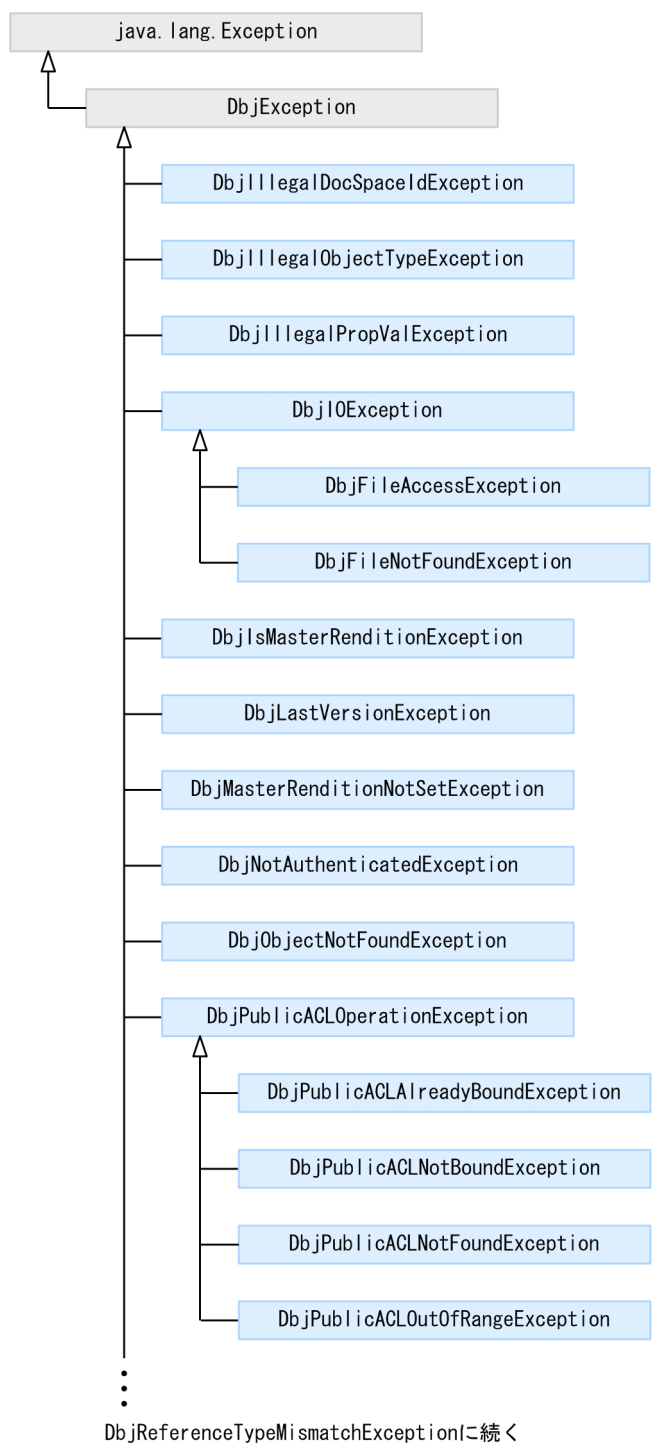 java.lang.Exception
DbjException
DbjIllegalDocSpaceIdException
DbjIllegalObjectTypeException
DbjIllegalPropValException
DbjIOException
DbjFileAccessException
DbjFileNotFoundException
DbjIsMasterRenditionException
DbjLastVersionException
DbjMasterRenditionNotSetException
DbjNotAuthenticatedException
DbjObjectNotFoundException
DbjPublicACLOperationException
DbjPublicACLAlreadyBoundException
DbjPublicACLNotBoundException
DbjPublicACLNotFoundException
DbjPublicACLOutOfRangeException
DbjReferenceTypeMismatchExceptionに続く